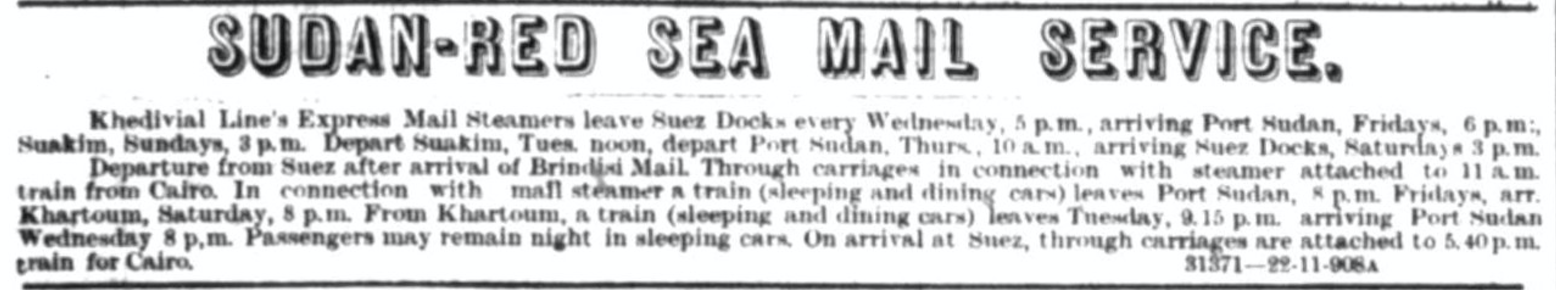 SUDAN-RED SEA MAIL SERVICE.
Khedivial Line's Express Mail Steamers leave Suez Docks every Wednesday, 5 p.m., arriving Port Sudan, Fridays, 6 p.m:,
Suakim, Sundays, 3 p.m. Depart Suakim, Tues. noon, depart Port Sudan, Thurs., 10 a.m., arriving Suez Docks, Saturdays 3 p.m.
Departure from Suez after arrival of Brindisi Mail. Through carriages in connection with steamer attached to 11 a.m.
train from Cairo. In connection with mail steamer a train (sleeping and dining cars) leaves Port Sudan, 8 p.m. Fridays, arr.
Khartoum, Saturday, 8 p.m. From Khartoum, a train (sleeping and dining cars) leaves Tuesday, 9.15 p.m. arriving Port Sudan
Wednesday 8 p,m. Passengers may remain night in sleeping cars. On arrival at Suez, through carriages are attached to 5.40 p.m.
train for Cairo.
31371—22-11-908A